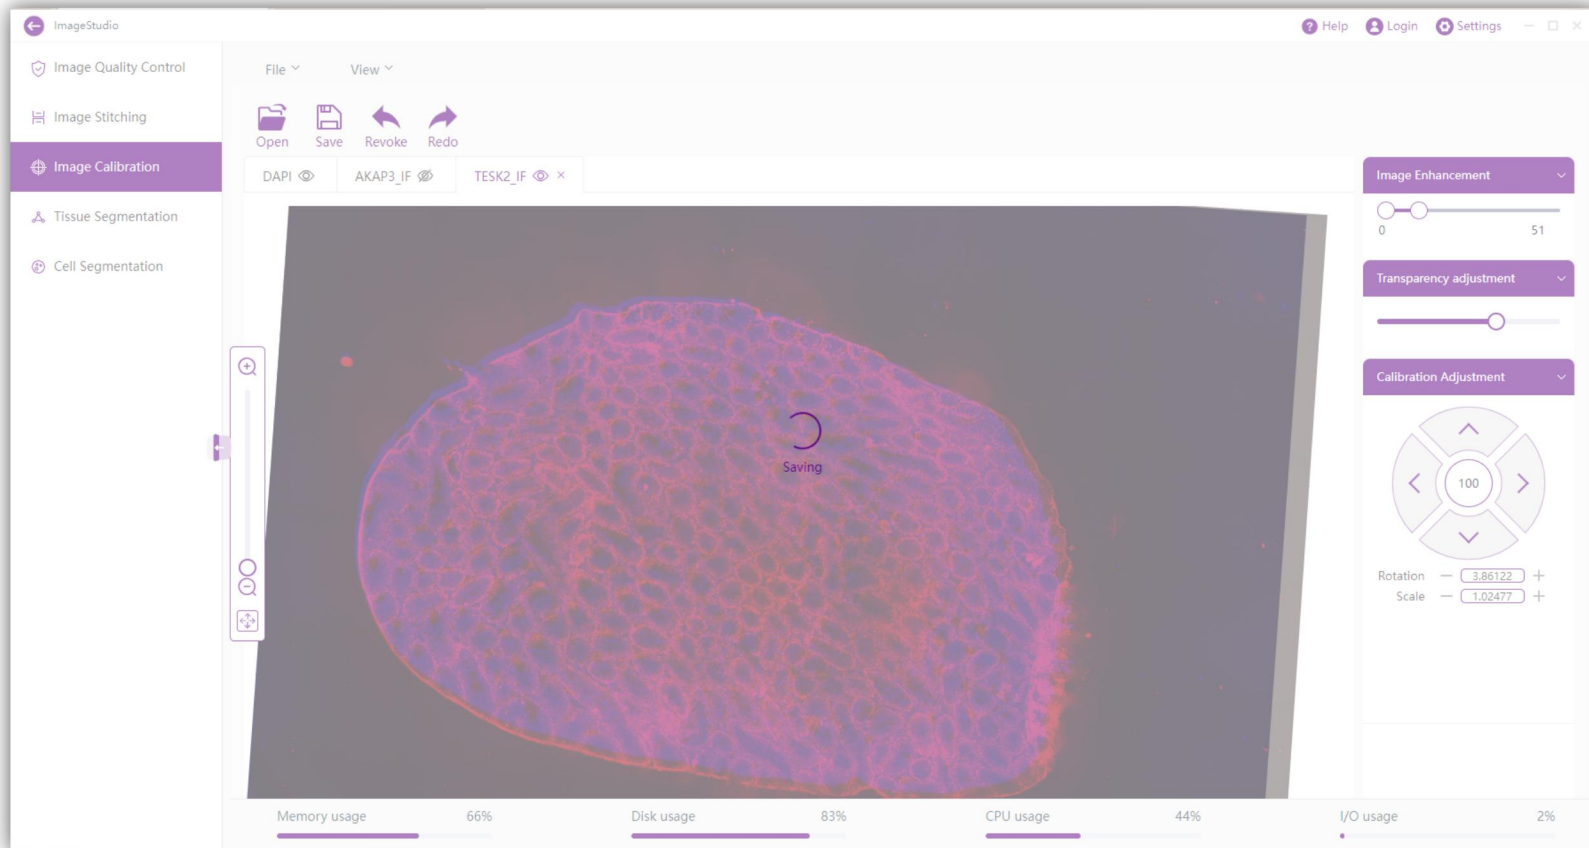 ImageStudio
Help Login Settings
Image Quality Control
Image Stitching
Image Calibration
Tissue Segmentation
Cell Segmentation
File View
Open Save Revoke Redo
DAPI AKAP3_IF TESK2_IF ×
Saving
Image Enhancement
0 51
Transparency adjustment
Calibration Adjustment
100
Rotation — 3.86122 +
Scale — 1.02477 +
Memory usage 66% Disk usage 83% CPU usage 44% I/O usage 2%